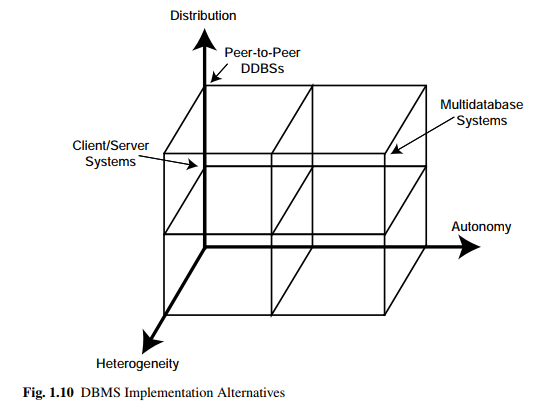 Distribution
Peer-to-Peer
DDBSs
Multidatabase
Systems
Client/Server
Systems
Autonomy
Heterogeneity
Fig. 1.10 DBMS Implementation Alternatives